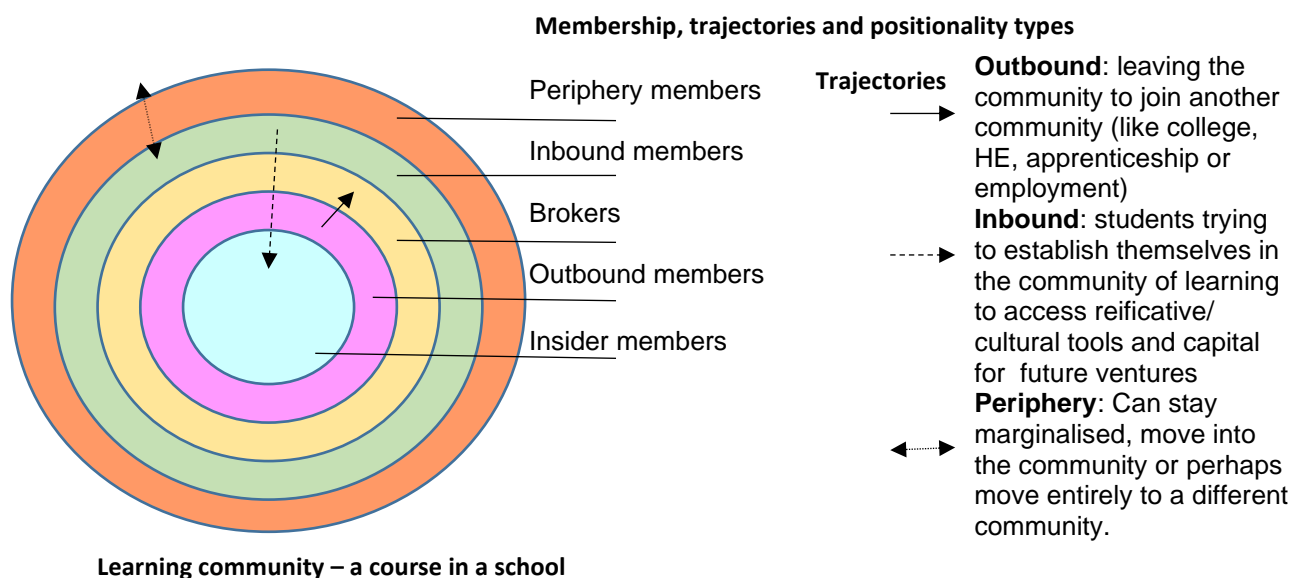 Membership, trajectories and positionality types
Periphery members
Inbound members
Brokers
Outbound members
Insider members
Trajectories
Outbound: leaving the
community to join another
community (like college,
HE, apprenticeship or
employment)
Inbound: students trying
to establish themselves in
the community of learning
to access reificative/
cultural tools and capital
for future ventures
Periphery: Can stay
marginalised, move into
the community or perhaps
move entirely to a different
community.
Learning community – a course in a school